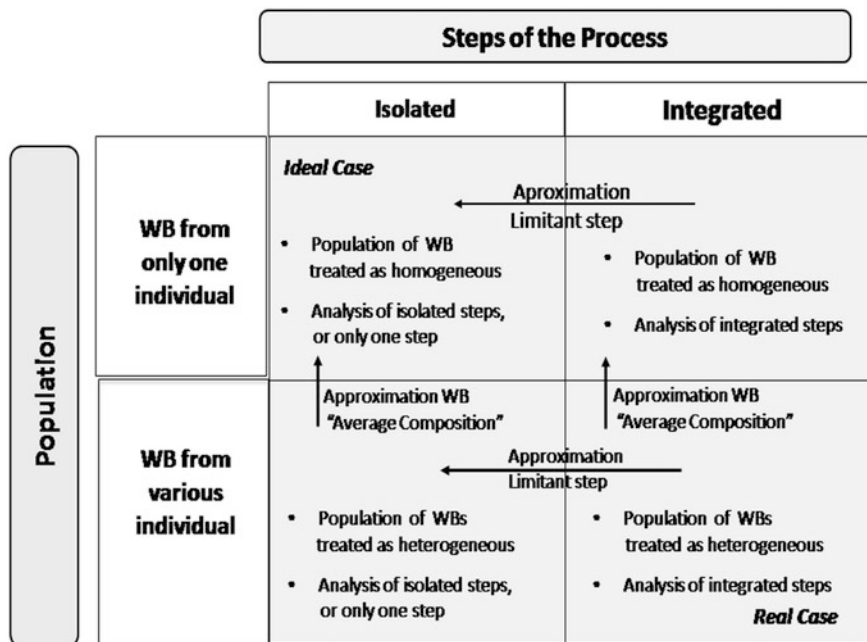 Steps of the Process
Isolated
Integrated
Population
WB from
only one
individual
Ideal Case
Aproximation
Limitant step
• Population of WB
treated as homogeneous
• Analysis of isolated steps,
or only one step
• Population of WB
treated as homogeneous
• Analysis of integrated steps
Approximation WB
“Average Composition”
Approximation WB
“Average Composition”
WB from
various
individual
Approximation
Limitant step
• Population of WBs
treated as heterogeneous
• Analysis of isolated steps,
or only one step
• Population of WBs
treated as heterogeneous
• Analysis of integrated steps
Real Case